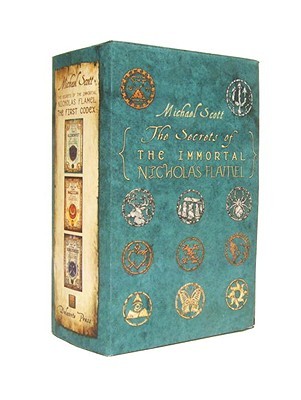 Michael Scott
THE SECRETS OF THE IMMORTAL
NICHOLAS FLAMEL
THE FIRST CODEX
Michael Scott
{ The Secrets of }
THE IMMORTAL
NICHOLAS FLAMEL